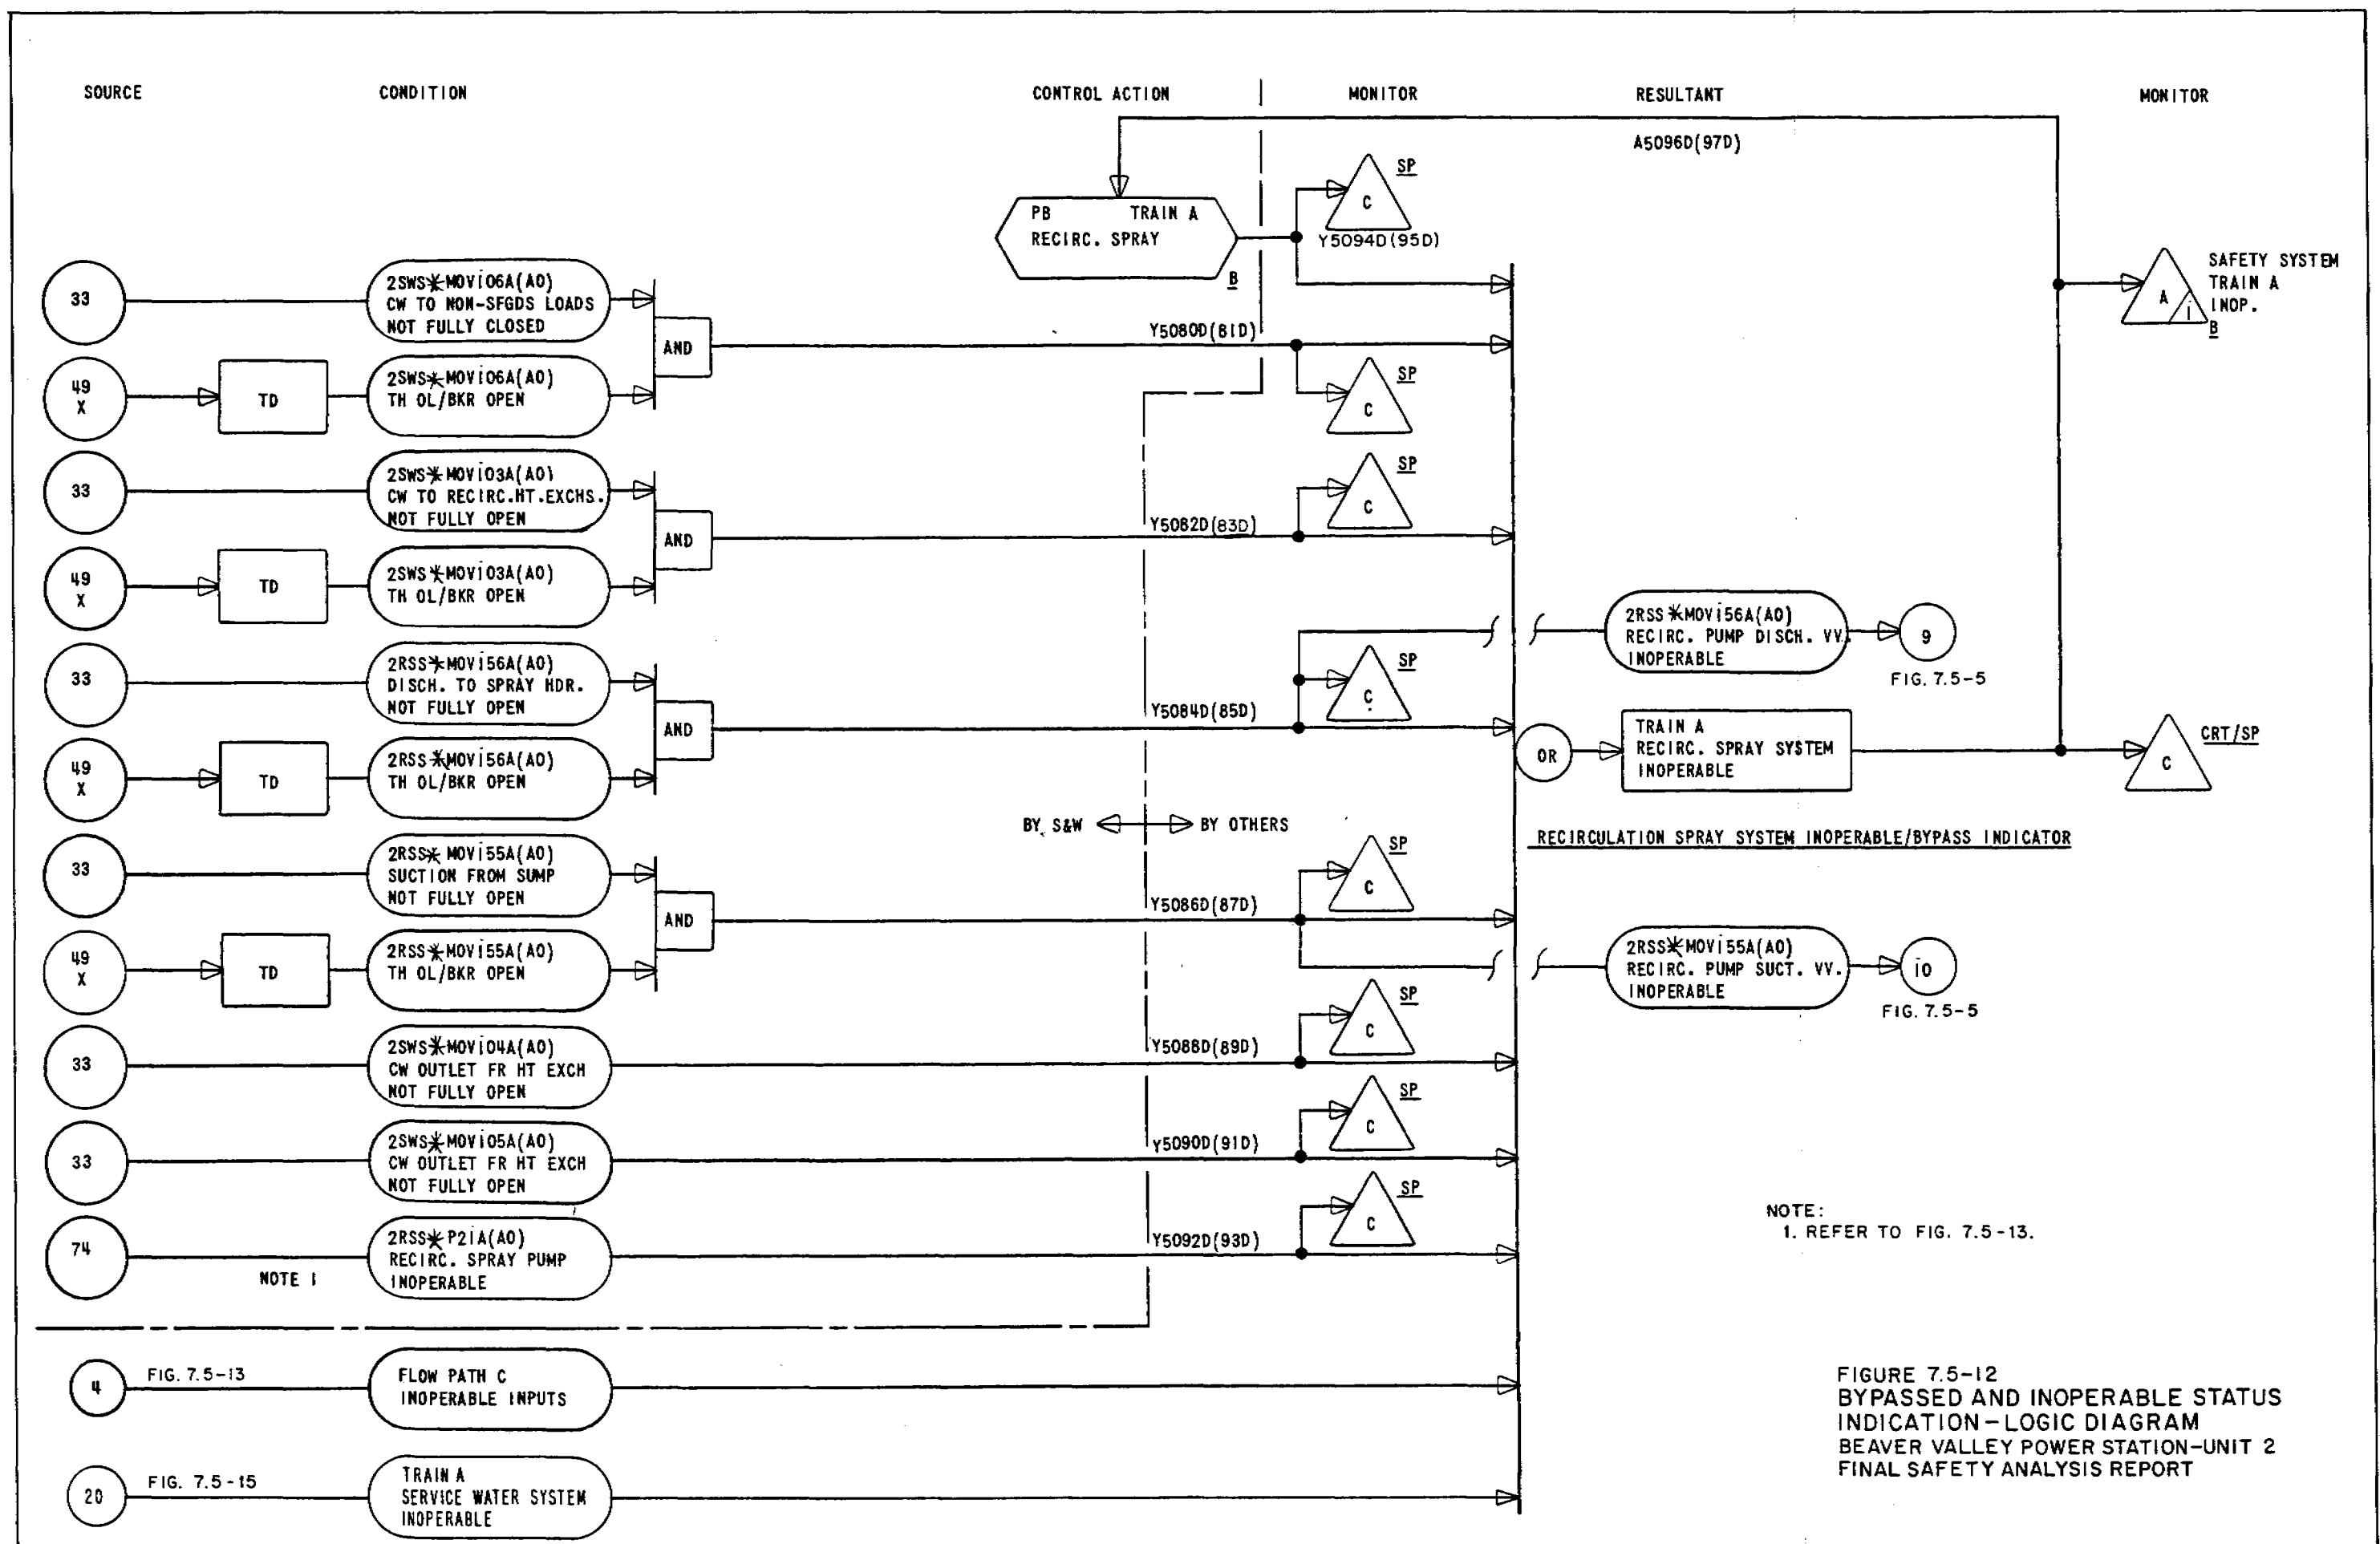 SOURCE
CONDITION
CONTROL ACTION
MONITOR
RESULTANT
MONITOR
A5096D(97D)
PB TRAIN A
RECIRC. SPRAY
B
SP
C
Y5094D(95D)
SAFETY SYSTEM
TRAIN A
INOP.
B
A
1
33
2SWS*MOV106A(AO)
CW TO NON-SFGDS LOADS
NOT FULLY CLOSED
AND
Y5080D(81D)
SP
C
49
X
TD
2SWS*MOV106A(AO)
TH OL/BKR OPEN
33
2SWS*MOV103A(AO)
CW TO RECIRC.HT.EXCHS.
NOT FULLY OPEN
AND
Y5082D(83D)
SP
C
49
X
TD
2SWS*MOV103A(AO)
TH OL/BKR OPEN
2RSS*MOV156A(AO)
RECIRC. PUMP DISCH. VV.
INOPERABLE
9
FIG. 7.5-5
33
2RSS*MOV156A(AO)
DISCH. TO SPRAY HDR.
NOT FULLY OPEN
AND
Y5084D(85D)
SP
C
49
X
TD
2RSS*MOV156A(AO)
TH OL/BKR OPEN
OR
TRAIN A
RECIRC. SPRAY SYSTEM
INOPERABLE
CRT/SP
C
BY S&W
BY OTHERS
RECIRCULATION SPRAY SYSTEM INOPERABLE/BYPASS INDICATOR
33
2RSS*MOV155A(AO)
SUCTION FROM SUMP
NOT FULLY OPEN
AND
Y5086D(87D)
SP
C
49
X
TD
2RSS*MOV155A(AO)
TH OL/BKR OPEN
2RSS*MOV155A(AO)
RECIRC. PUMP SUCT. VV.
INOPERABLE
10
FIG. 7.5-5
33
2SWS*MOV104A(AO)
CW OUTLET FR HT EXCH
NOT FULLY OPEN
Y5088D(89D)
SP
C
33
2SWS*MOV105A(AO)
CW OUTLET FR HT EXCH
NOT FULLY OPEN
Y5090D(91D)
SP
C
74
NOTE 1
2RSS*P21A(AO)
RECIRC. SPRAY PUMP
INOPERABLE
Y5092D(93D)
SP
C
NOTE:
1. REFER TO FIG. 7.5-13.
4
FIG. 7.5-13
FLOW PATH C
INOPERABLE INPUTS
20
FIG. 7.5-15
TRAIN A
SERVICE WATER SYSTEM
INOPERABLE
FIGURE 7.5-12
BYPASSED AND INOPERABLE STATUS
INDICATION-LOGIC DIAGRAM
BEAVER VALLEY POWER STATION-UNIT 2
FINAL SAFETY ANALYSIS REPORT